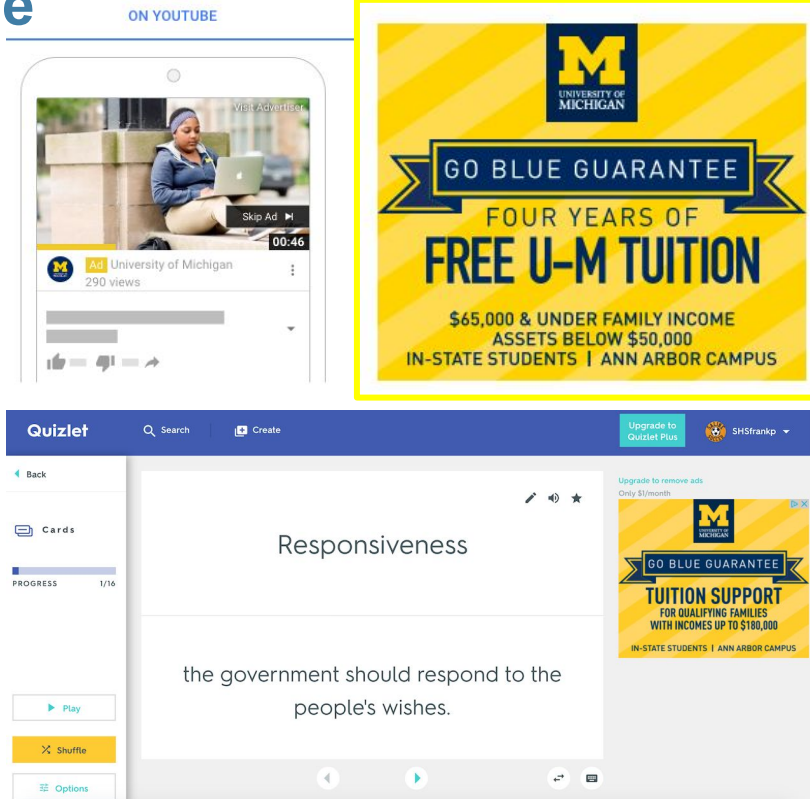 e
ON YOUTUBE
Visit Advertiser
Skip Ad
00:46
M
Ad University of Michigan
290 views
M
UNIVERSITY OF
MICHIGAN
GO BLUE GUARANTEE
FOUR YEARS OF
FREE U-M TUITION
$65,000 & UNDER FAMILY INCOME
ASSETS BELOW $50,000
IN-STATE STUDENTS | ANN ARBOR CAMPUS
Quizlet
Search
Create
Upgrade to
Quizlet Plus
SHSfrankp
Back
Cards
PROGRESS 1/16
Play
Shuffle
Options
Responsiveness
the government should respond to the
people's wishes.
Upgrade to remove ads
Only $1/month
M
UNIVERSITY OF
MICHIGAN
GO BLUE GUARANTEE
TUITION SUPPORT
FOR QUALIFYING FAMILIES
WITH INCOMES UP TO $180,000
IN-STATE STUDENTS | ANN ARBOR CAMPUS